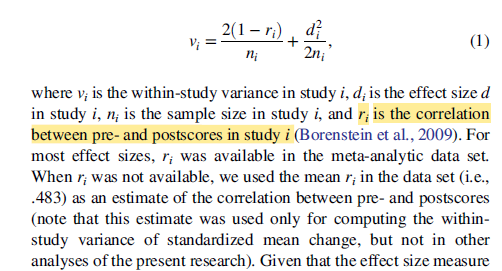 v_i = 2(1 − r_i)/n_i + d_i^2/2n_i, (1)
where v_i is the within-study variance in study i, d_i is the effect size d
in study i, n_i is the sample size in study i, and r_i is the correlation
between pre- and postscores in study i (Borenstein et al., 2009). For
most effect sizes, r_i was available in the meta-analytic data set.
When r_i was not available, we used the mean r_i in the data set (i.e.,
.483) as an estimate of the correlation between pre- and postscores
(note that this estimate was used only for computing the within-
study variance of standardized mean change, but not in other
analyses of the present research). Given that the effect size measure